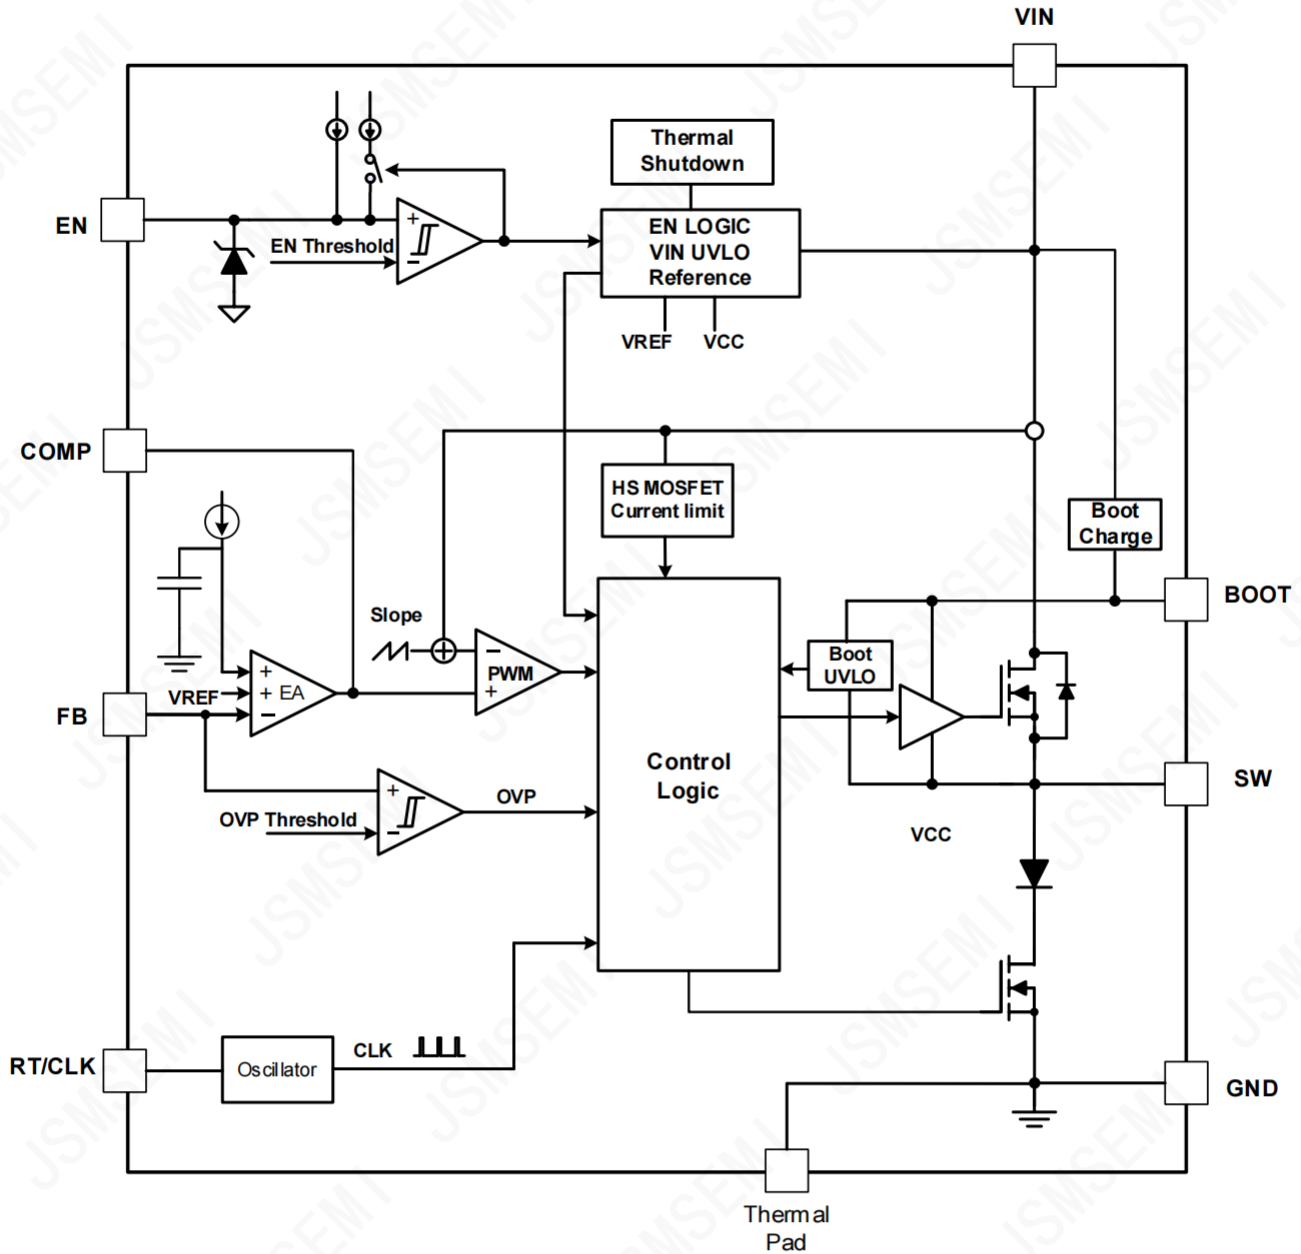 VIN
Thermal
Shutdown
EN
EN Threshold
+
−
EN LOGIC
VIN UVLO
Reference
VREF
VCC
COMP
HS MOSFET
Current limit
Boot
Charge
BOOT
Slope
+
−
PWM
+
Boot
UVLO
+
VREF
+ EA
−
FB
Control
Logic
SW
+
OVP
OVP Threshold
−
VCC
RT/CLK
Oscillator
CLK
GND
Thermal
Pad
JSMSEMI